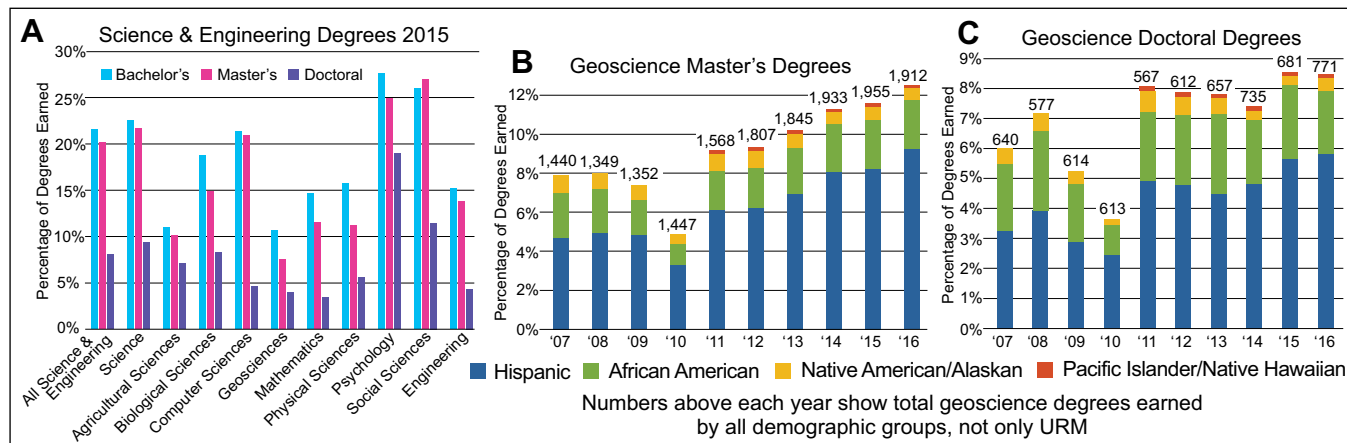 A
Science & Engineering Degrees 2015
Percentage of Degrees Earned
30%
25%
20%
15%
10%
5%
0%
Bachelor's
Master's
Doctoral
All Science &
Engineering
Science
Agricultural Sciences
Biological Sciences
Computer Sciences
Geosciences
Mathematics
Physical Sciences
Psychology
Social Sciences
Engineering
B
Geoscience Master's Degrees
Percentage of Degrees Earned
12%
10%
8%
6%
4%
2%
0%
1,440
1,349
1,352
1,447
1,568
1,807
1,845
1,933
1,955
1,912
'07 '08 '09 '10 '11 '12 '13 '14 '15 '16
C
Geoscience Doctoral Degrees
Percentage of Degrees Earned
9%
8%
7%
6%
5%
4%
3%
2%
1%
0%
640
577
614
613
567
612
657
735
681
771
'07 '08 '09 '10 '11 '12 '13 '14 '15 '16
Hispanic
African American
Native American/Alaskan
Pacific Islander/Native Hawaiian
Numbers above each year show total geoscience degrees earned
by all demographic groups, not only URM